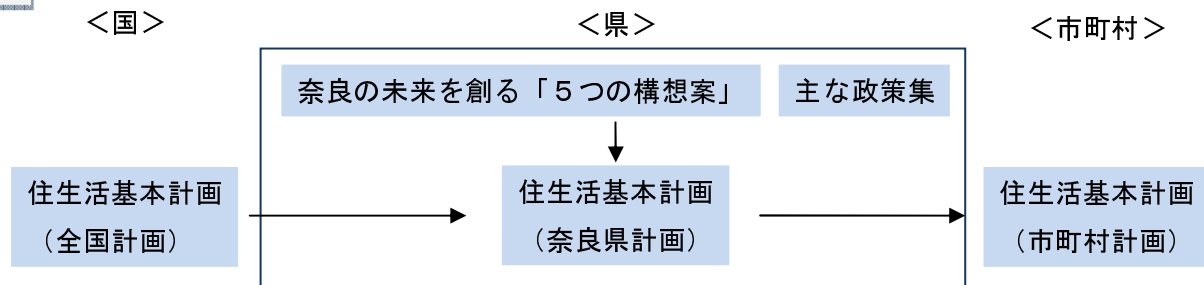 ＜国＞
＜県＞
＜市町村＞
奈良の未来を創る「５つの構想案」
主な政策集
住生活基本計画
（全国計画）
住生活基本計画
（奈良県計画）
住生活基本計画
（市町村計画）